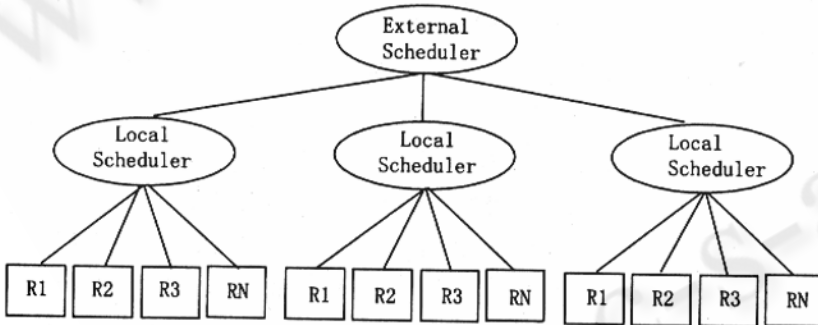 External
Scheduler
Local
Scheduler
Local
Scheduler
Local
Scheduler
R1 R2 R3 RN R1 R2 R3 RN R1 R2 R3 RN